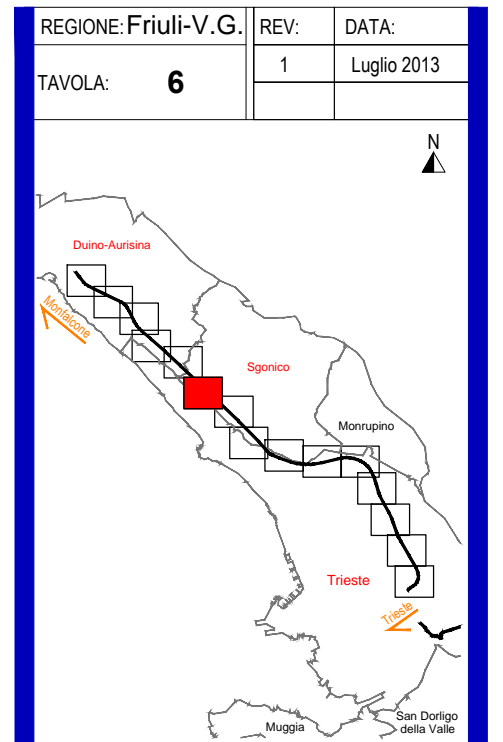 REGIONE: Friuli-V.G. REV: DATA:
TAVOLA: 6 1 Luglio 2013
N
Duino-Aurisina
Monfalcone
Sgonico
Monrupino
Trieste
Trieste
San Dorligo
della Valle
Muggia